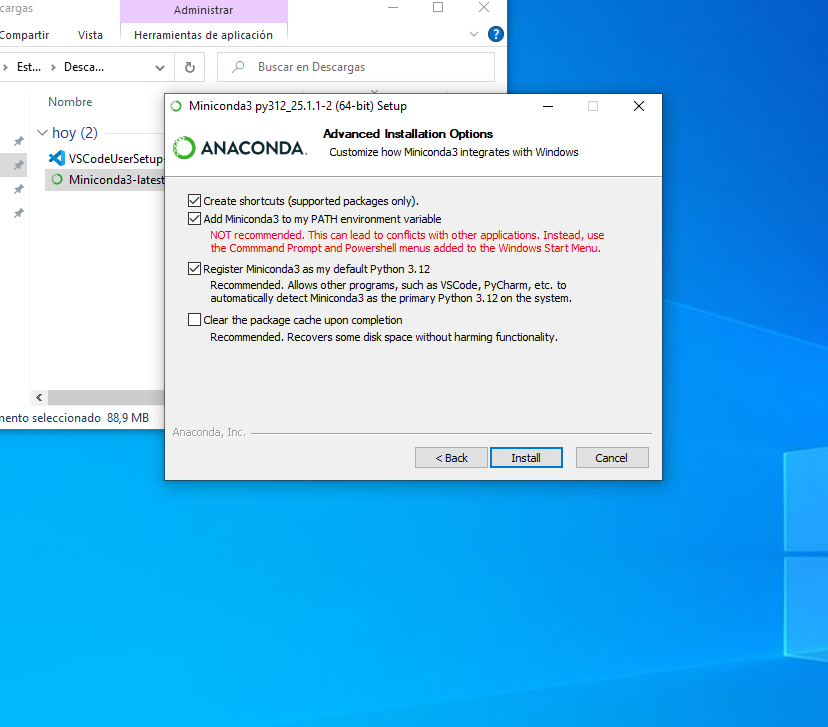 cargas
Administrar
Compartir
Vista
Herramientas de aplicación
?
Est...
Desca...
Buscar en Descargas
Nombre
hoy (2)
VSCodeUserSetup-
Miniconda3-latest
mento seleccionado 88,9 MB
Miniconda3 py312_25.1.1-2 (64-bit) Setup
ANACONDA.
Advanced Installation Options
Customize how Miniconda3 integrates with Windows
Create shortcuts (supported packages only).
Add Miniconda3 to my PATH environment variable
NOT recommended. This can lead to conflicts with other applications. Instead, use
the Commmand Prompt and Powershell menus added to the Windows Start Menu.
Register Miniconda3 as my default Python 3.12
Recommended. Allows other programs, such as VSCode, PyCharm, etc. to
automatically detect Miniconda3 as the primary Python 3.12 on the system.
Clear the package cache upon completion
Recommended. Recovers some disk space without harming functionality.
Anaconda, Inc.
< Back
Install
Cancel